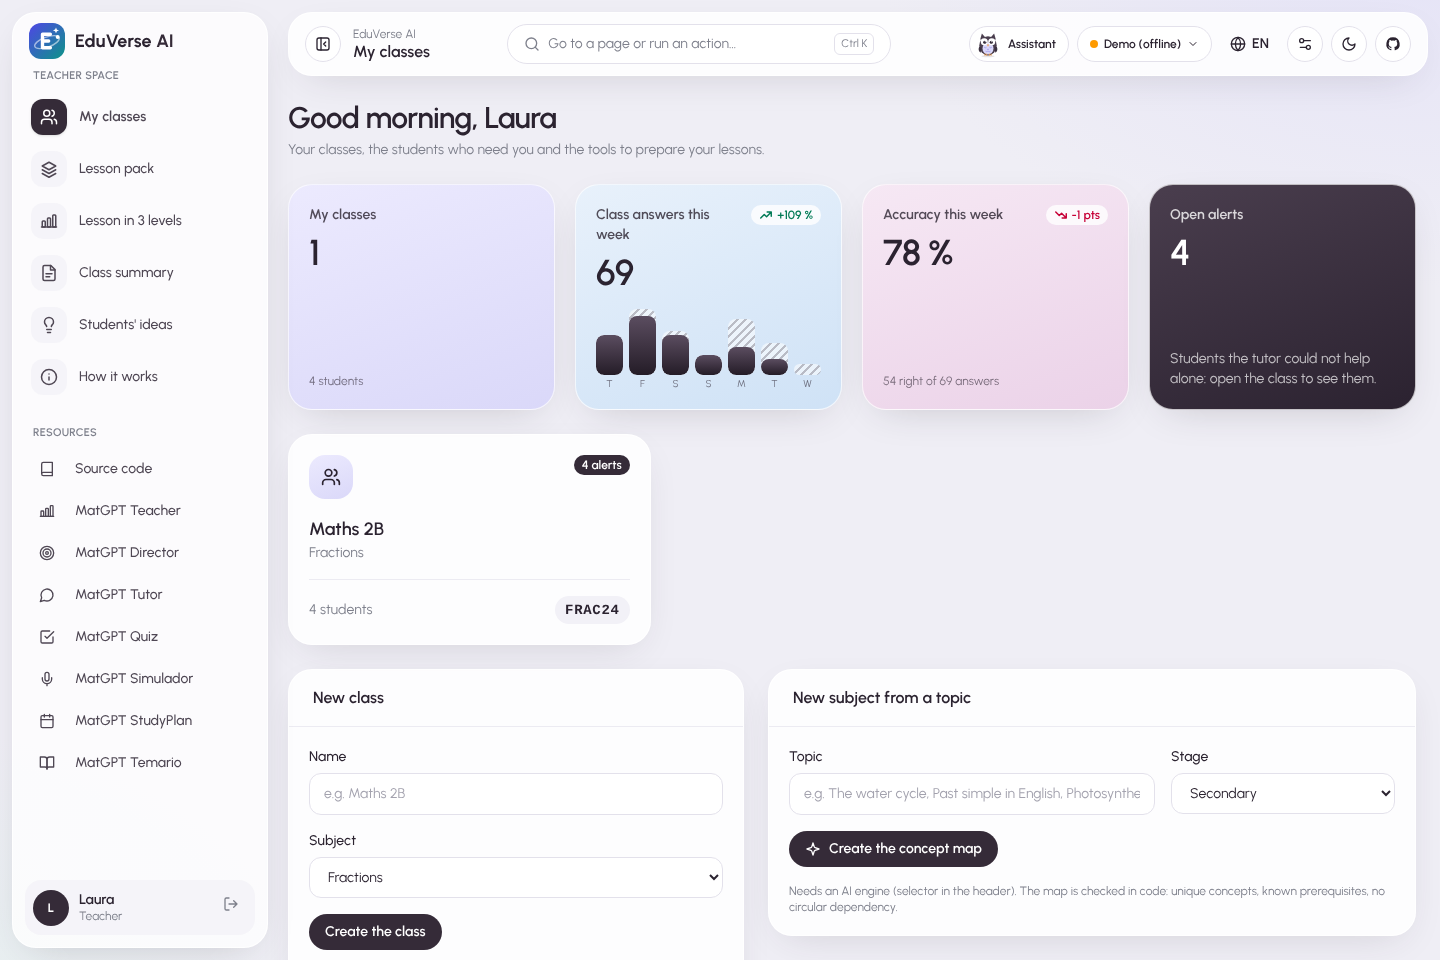 EduVerse AI
TEACHER SPACE
My classes
Lesson pack
Lesson in 3 levels
Class summary
Students' ideas
How it works
RESOURCES
Source code
MatGPT Teacher
MatGPT Director
MatGPT Tutor
MatGPT Quiz
MatGPT Simulador
MatGPT StudyPlan
MatGPT Temario
L
Laura
Teacher
EduVerse AI
My classes
Go to a page or run an action...
Ctrl K
Assistant
Demo (offline)
EN
Good morning, Laura
Your classes, the students who need you and the tools to prepare your lessons.
My classes
1
4 students
Class answers this
week
+109 %
69
T F S S M T W
Accuracy this week
-1 pts
78 %
54 right of 69 answers
Open alerts
4
Students the tutor could not help
alone: open the class to see them.
4 alerts
Maths 2B
Fractions
4 students
FRAC24
New class
Name
e.g. Maths 2B
Subject
Fractions
Create the class
New subject from a topic
Topic
e.g. The water cycle, Past simple in English, Photosynthe
Stage
Secondary
Create the concept map
Needs an AI engine (selector in the header). The map is checked in code: unique concepts, known prerequisites, no
circular dependency.